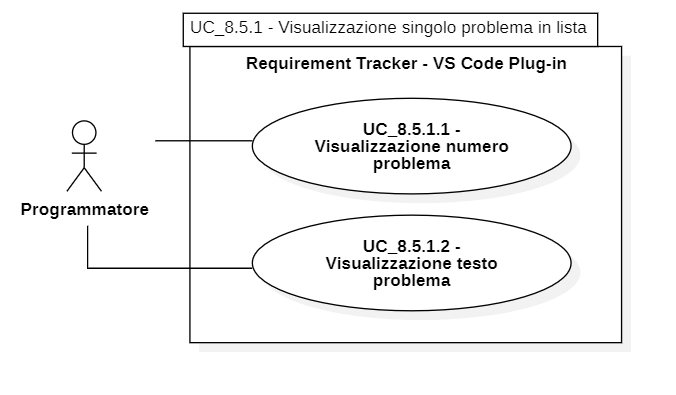 UC_8.5.1 - Visualizzazione singolo problema in lista
Requirement Tracker - VS Code Plug-in
UC_8.5.1.1 -
Visualizzazione numero
problema
Programmatore
UC_8.5.1.2 -
Visualizzazione testo
problema